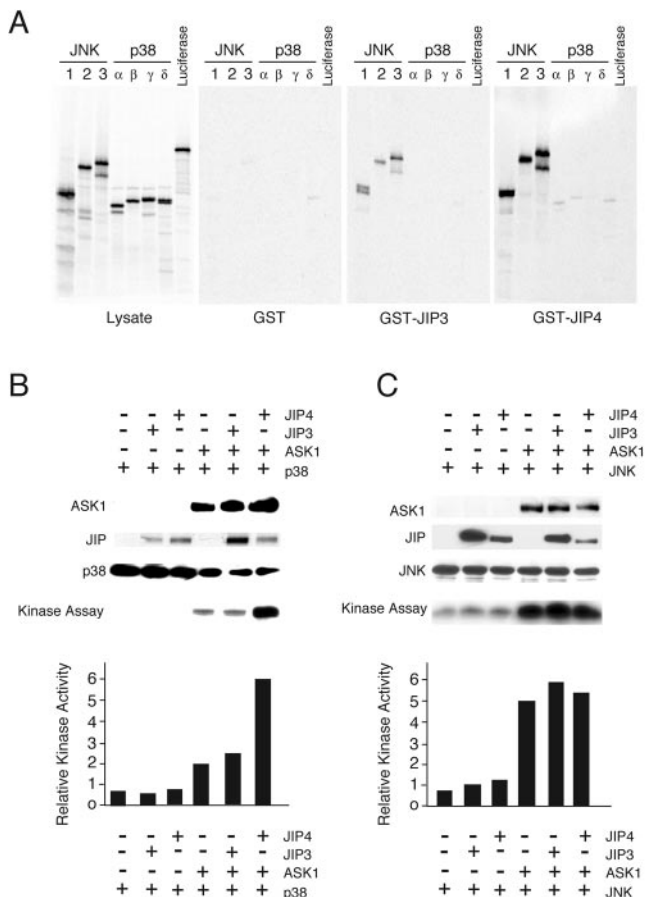 A
JNK p38 Luciferase JNK p38 Luciferase JNK p38 Luciferase JNK p38 Luciferase
1 2 3 α β γ δ 1 2 3 α β γ δ 1 2 3 α β γ δ 1 2 3 α β γ δ
Lysate GST GST-JIP3 GST-JIP4
B
- - + - - + JIP4
- + - - + - JIP3
- - - + + + ASK1
+ + + + + + p38
ASK1
JIP
p38
Kinase Assay
Relative Kinase Activity
6
5
4
3
2
1
0
- - + - - + JIP4
- + - - + - JIP3
- - - + + + ASK1
+ + + + + + p38
C
- - + - - + JIP4
- + - - + - JIP3
- - - + + + ASK1
+ + + + + + JNK
ASK1
JIP
JNK
Kinase Assay
Relative Kinase Activity
6
5
4
3
2
1
0
- - + - - + JIP4
- + - - + - JIP3
- - - + + + ASK1
+ + + + + + JNK